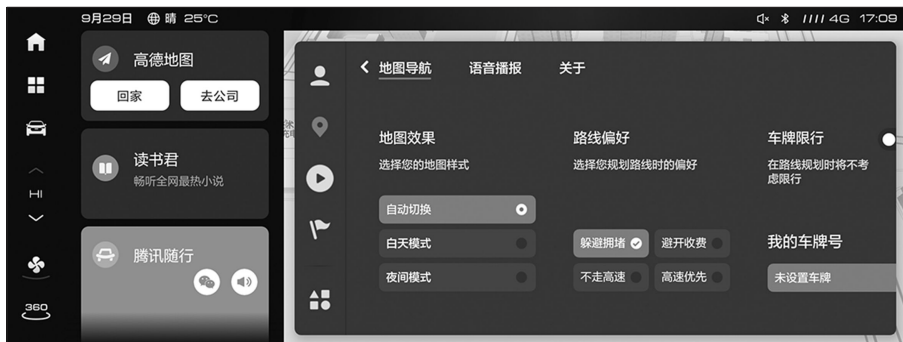 9月29日 晴 25°C
4G 17:09
高德地图
回家 去公司
读书君
畅听全网最热小说
腾讯随行
HI
360
地图导航 语音播报 关于
地图效果
选择您的地图样式
自动切换
白天模式
夜间模式
路线偏好
选择您规划路线时的偏好
躲避拥堵 避开收费
不走高速 高速优先
车牌限行
在路线规划时将不考
虑限行
我的车牌号
未设置车牌